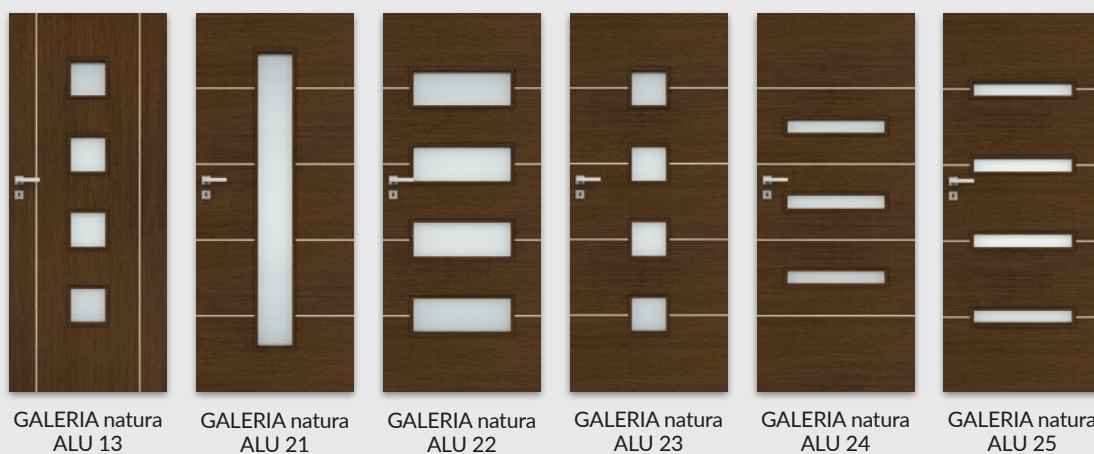 GALERIA natura
ALU 13
GALERIA natura
ALU 21
GALERIA natura
ALU 22
GALERIA natura
ALU 23
GALERIA natura
ALU 24
GALERIA natura
ALU 25